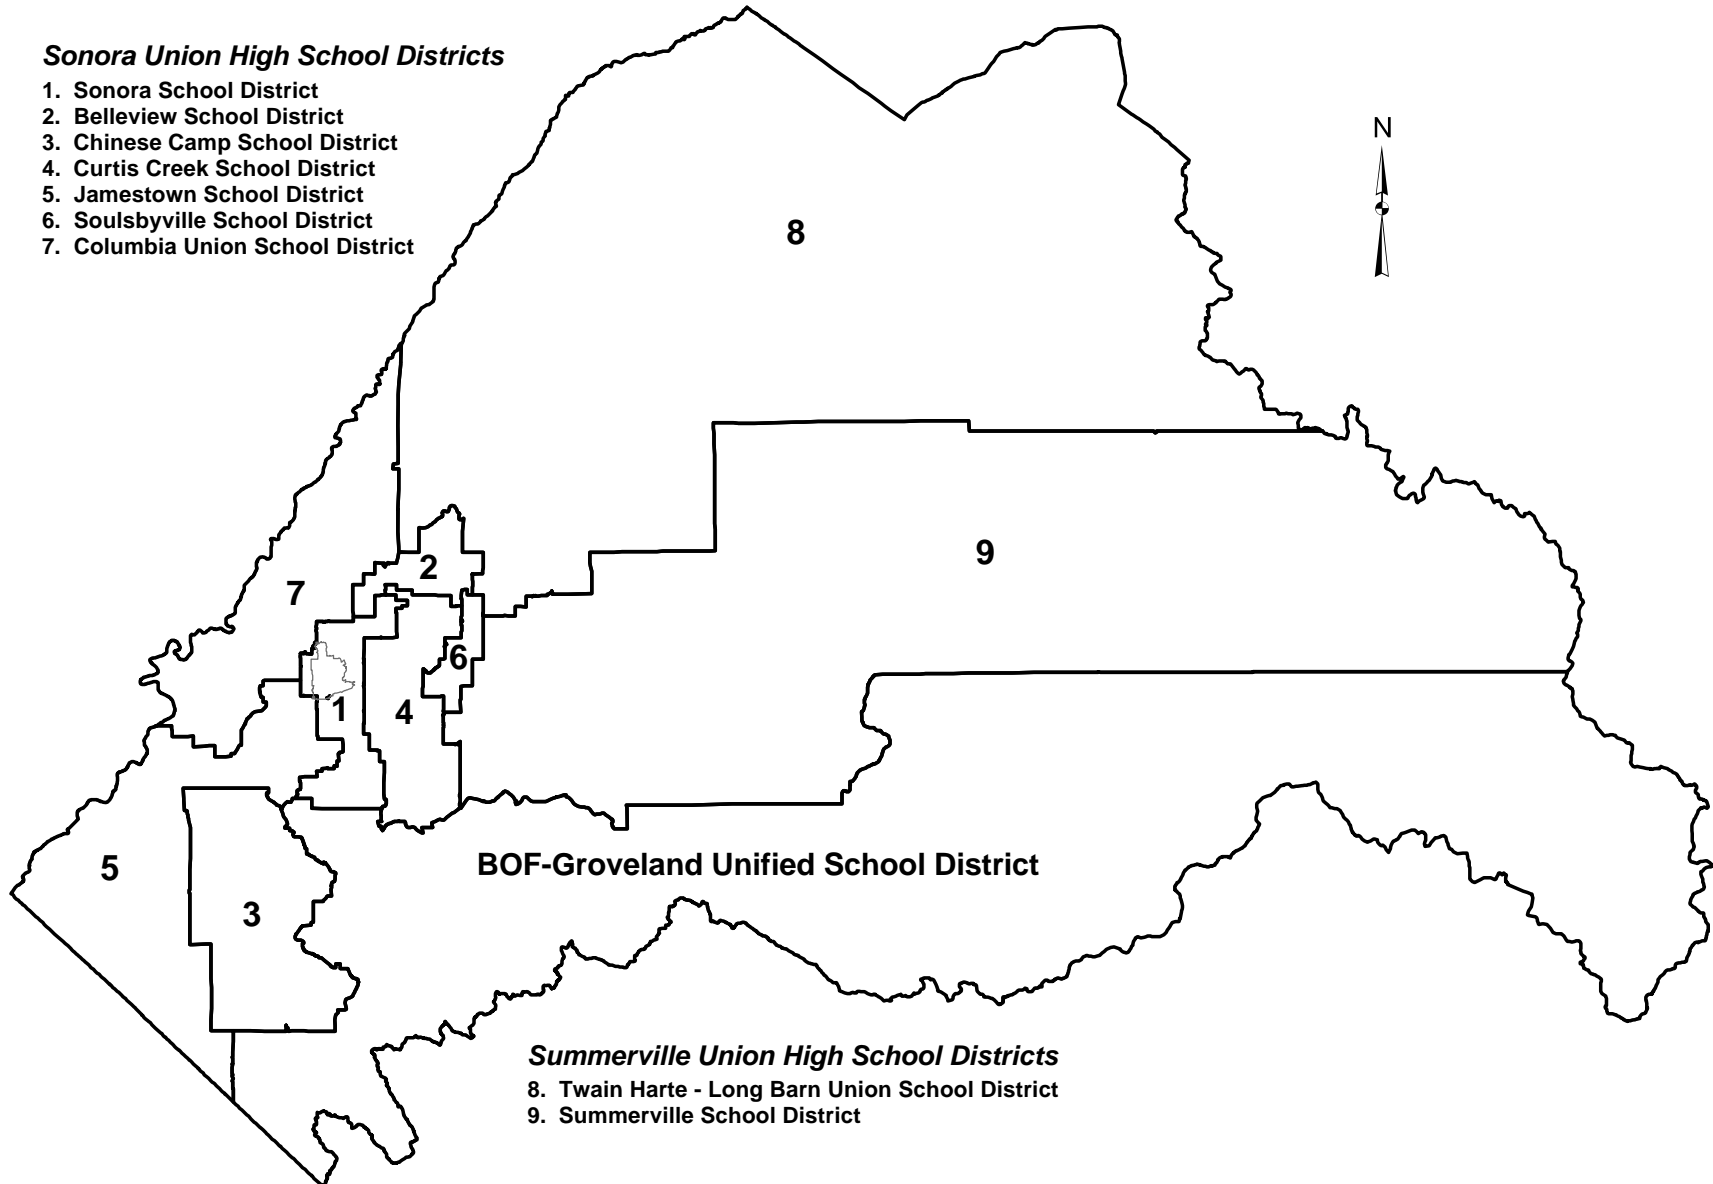 Sonora Union High School Districts
1. Sonora School District
2. Belleview School District
3. Chinese Camp School District
4. Curtis Creek School District
5. Jamestown School District
6. Soulsbyville School District
7. Columbia Union School District
N
8
9
2
7
6
1
4
BOF-Groveland Unified School District
5
3
Summerville Union High School Districts
8. Twain Harte - Long Barn Union School District
9. Summerville School District